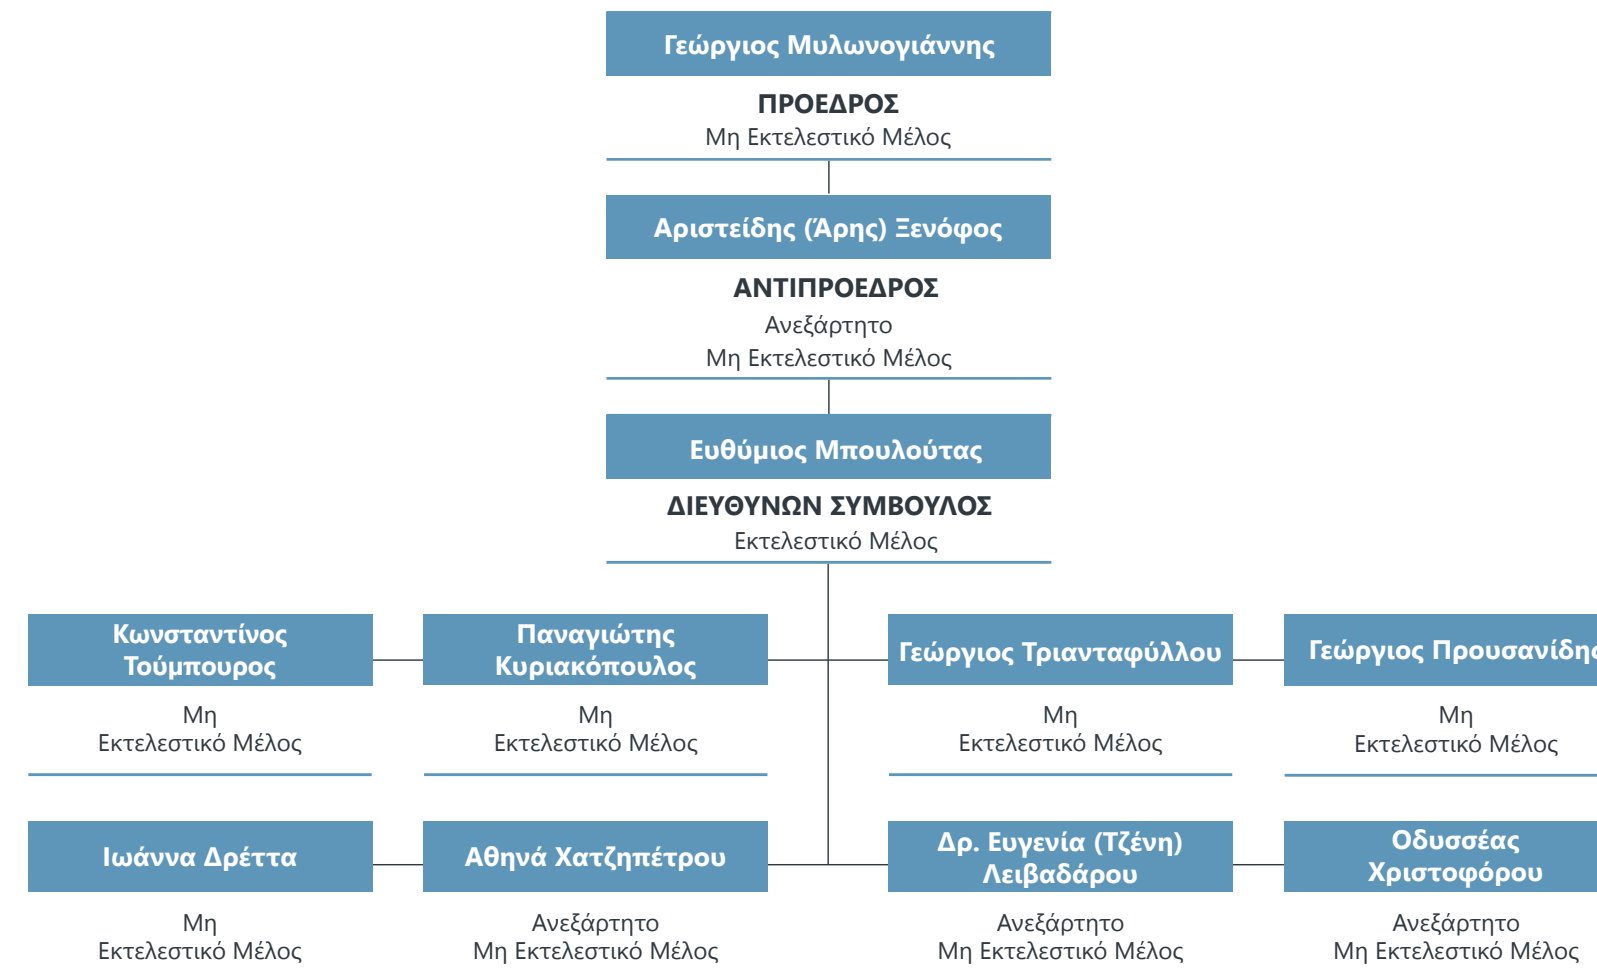 Γεώργιος Μυλωνογιάννης
ΠΡΟΕΔΡΟΣ
Μη Εκτελεστικό Μέλος
Αριστείδης (Άρης) Ξενόφος
ΑΝΤΙΠΡΟΕΔΡΟΣ
Ανεξάρτητο
Μη Εκτελεστικό Μέλος
Ευθύμιος Μπουλούτας
ΔΙΕΥΘΥΝΩΝ ΣΥΜΒΟΥΛΟΣ
Εκτελεστικό Μέλος
Κωνσταντίνος
Τούμπουρος
Μη
Εκτελεστικό Μέλος
Παναγιώτης
Κυριακόπουλος
Μη
Εκτελεστικό Μέλος
Γεώργιος Τριανταφύλλου
Μη
Εκτελεστικό Μέλος
Γεώργιος Προυσανίδης
Μη
Εκτελεστικό Μέλος
Ιωάννα Δρέττα
Μη
Εκτελεστικό Μέλος
Αθηνά Χατζηπέτρου
Ανεξάρτητο
Μη Εκτελεστικό Μέλος
Δρ. Ευγενία (Τζένη)
Λειβαδάρου
Ανεξάρτητο
Μη Εκτελεστικό Μέλος
Οδυσσέας
Χριστοφόρου
Ανεξάρτητο
Μη Εκτελεστικό Μέλος